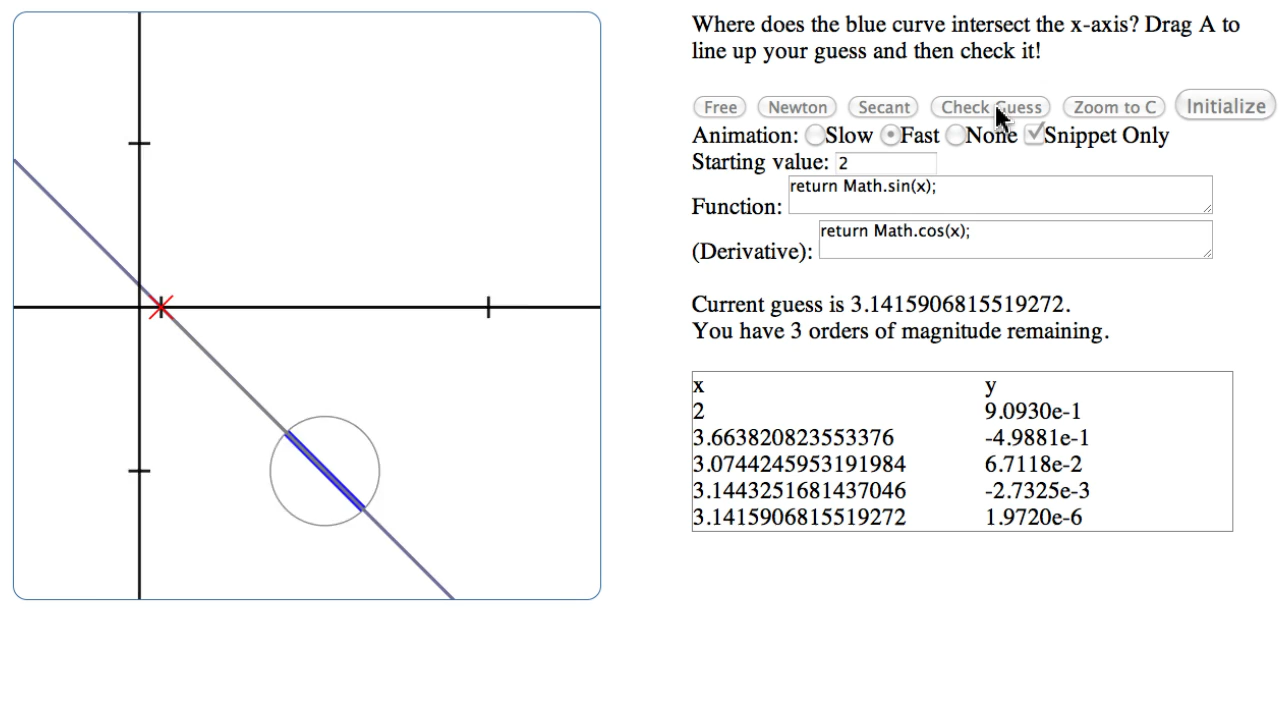 Where does the blue curve intersect the x-axis? Drag A to
line up your guess and then check it!
Free Newton Secant Check Guess Zoom to C Initialize
Animation: Slow Fast None Snippet Only
Starting value: 2
return Math.sin(x);
Function:
return Math.cos(x);
(Derivative):
Current guess is 3.1415906815519272.
You have 3 orders of magnitude remaining.
x y
2 9.0930e-1
3.663820823553376 -4.9881e-1
3.0744245953191984 6.7118e-2
3.1443251681437046 -2.7325e-3
3.1415906815519272 1.9720e-6